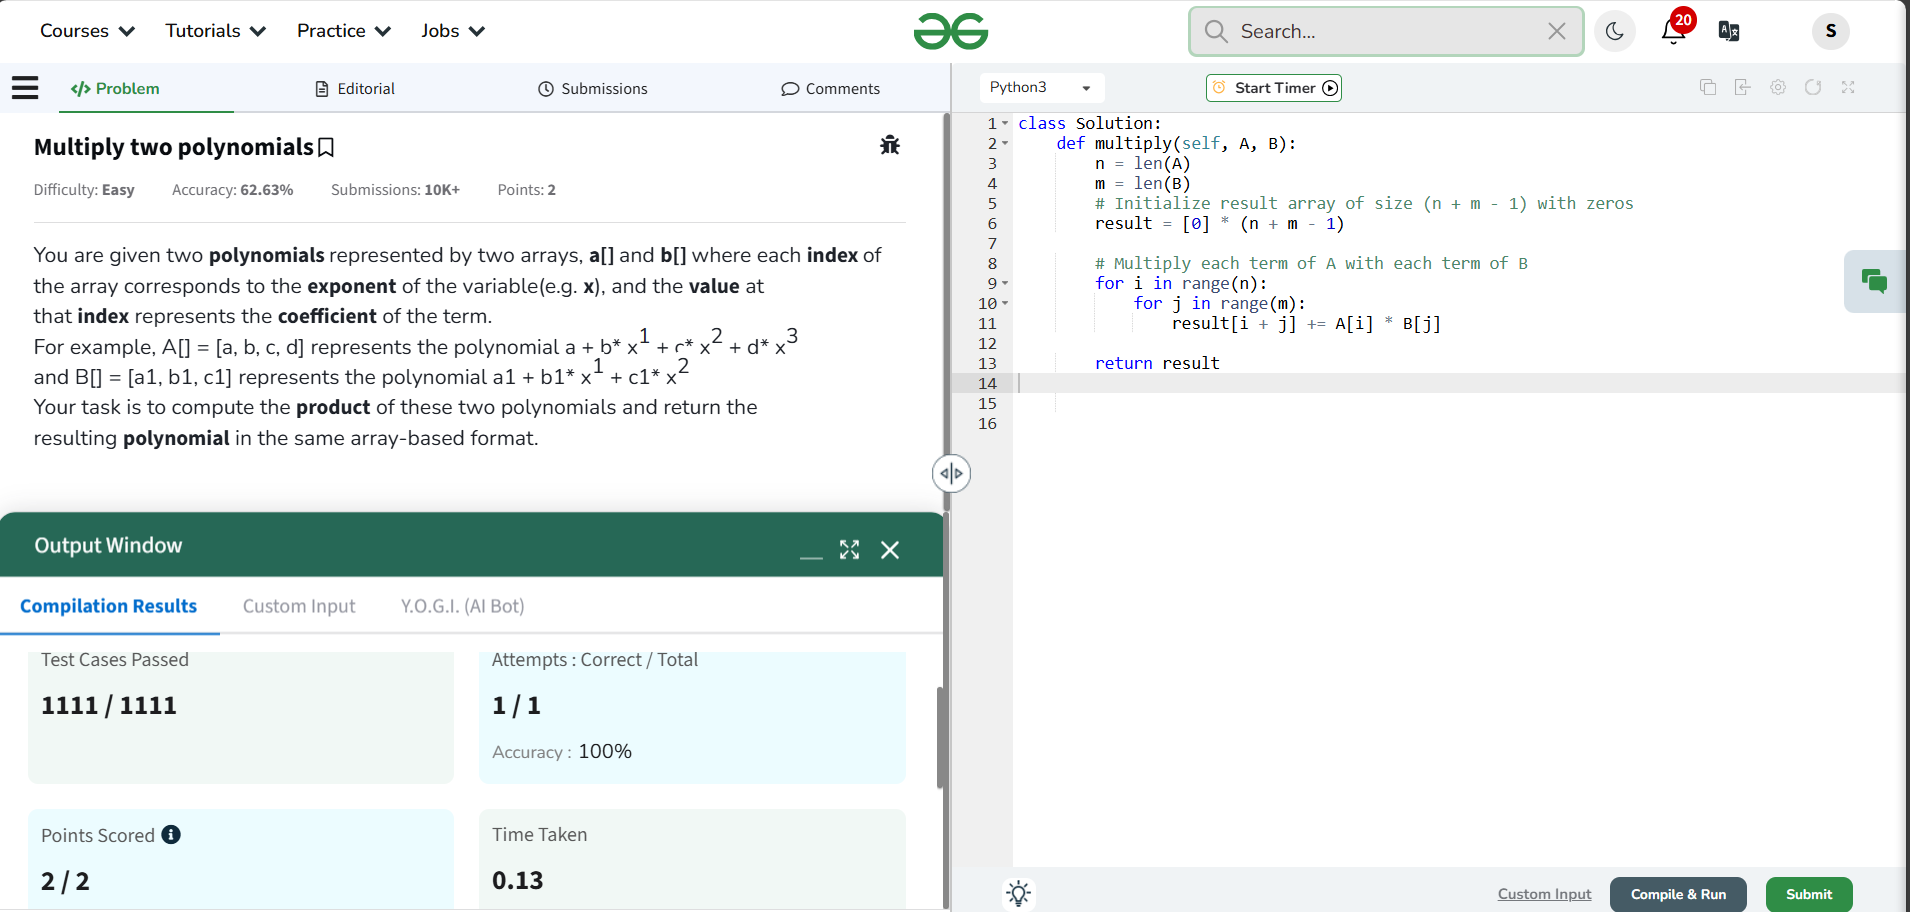 Courses Tutorials Practice Jobs Search... 20 S
Problem Editorial Submissions Comments
Python3 Start Timer
Multiply two polynomials
Difficulty: Easy Accuracy: 62.63% Submissions: 10K+ Points: 2
You are given two polynomials represented by two arrays, a[] and b[] where each index of
the array corresponds to the exponent of the variable(e.g. x), and the value at
that index represents the coefficient of the term.
For example, A[] = [a, b, c, d] represents the polynomial a + b* x^1 + c* x^2 + d* x^3
and B[] = [a1, b1, c1] represents the polynomial a1 + b1* x^1 + c1* x^2
Your task is to compute the product of these two polynomials and return the
resulting polynomial in the same array-based format.
Output Window
Compilation Results Custom Input Y.O.G.I. (AI Bot)
Test Cases Passed
1111 / 1111
Attempts : Correct / Total
1 / 1
Accuracy : 100%
Points Scored
2 / 2
Time Taken
0.13
1 class Solution:
2     def multiply(self, A, B):
3         n = len(A)
4         m = len(B)
5         # Initialize result array of size (n + m - 1) with zeros
6         result = [0] * (n + m - 1)
7
8         # Multiply each term of A with each term of B
9         for i in range(n):
10             for j in range(m):
11                 result[i + j] += A[i] * B[j]
12
13         return result
14
15
16
Custom Input Compile & Run Submit